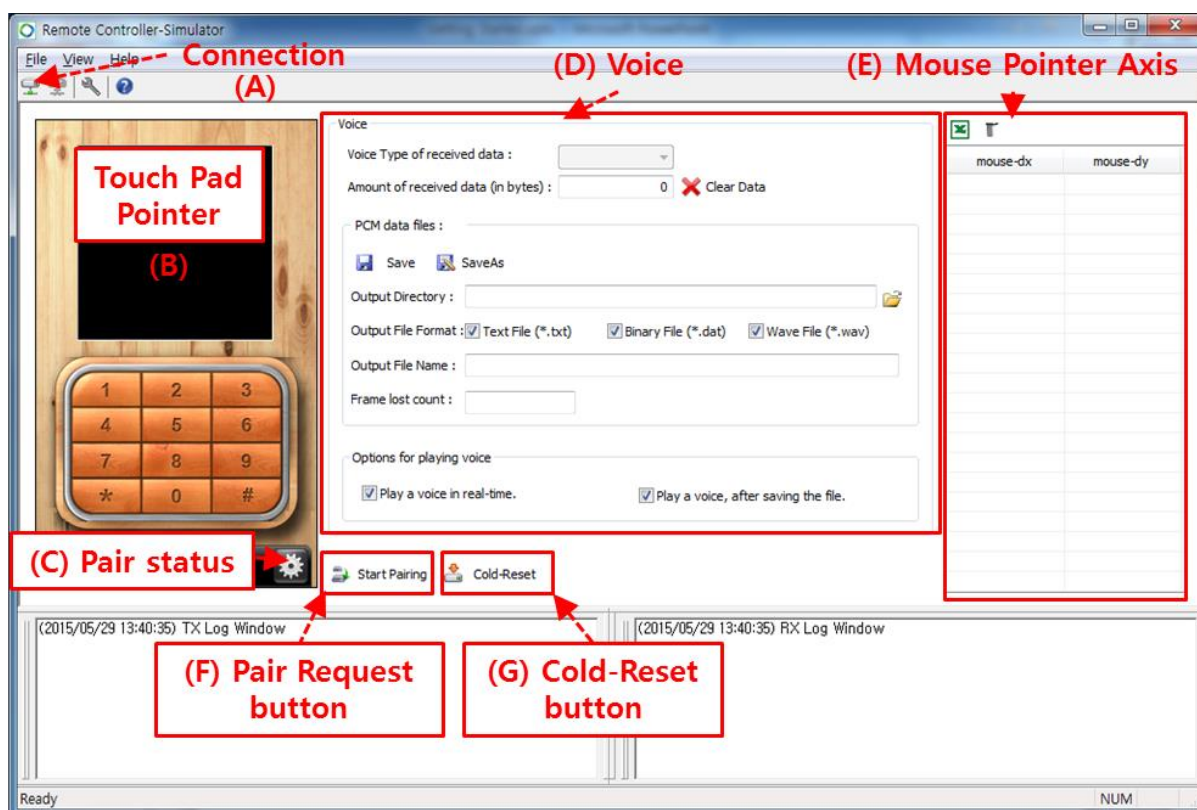 Remote Controller-Simulator
File View Help
Connection
(A)
(D) Voice
(E) Mouse Pointer Axis
Touch Pad
Pointer
(B)
1 2 3
4 5 6
7 8 9
* 0 #
(C) Pair status
Voice
Voice Type of received data :
Amount of received data (in bytes) : 0 Clear Data
PCM data files :
Save SaveAs
Output Directory :
Output File Format : Text File (*.txt) Binary File (*.dat) Wave File (*.wav)
Output File Name :
Frame lost count :
Options for playing voice
Play a voice in real-time. Play a voice, after saving the file.
mouse-dx mouse-dy
Start Pairing Cold-Reset
(2015/05/29 13:40:35) TX Log Window
(2015/05/29 13:40:35) RX Log Window
(F) Pair Request
button
(G) Cold-Reset
button
Ready NUM